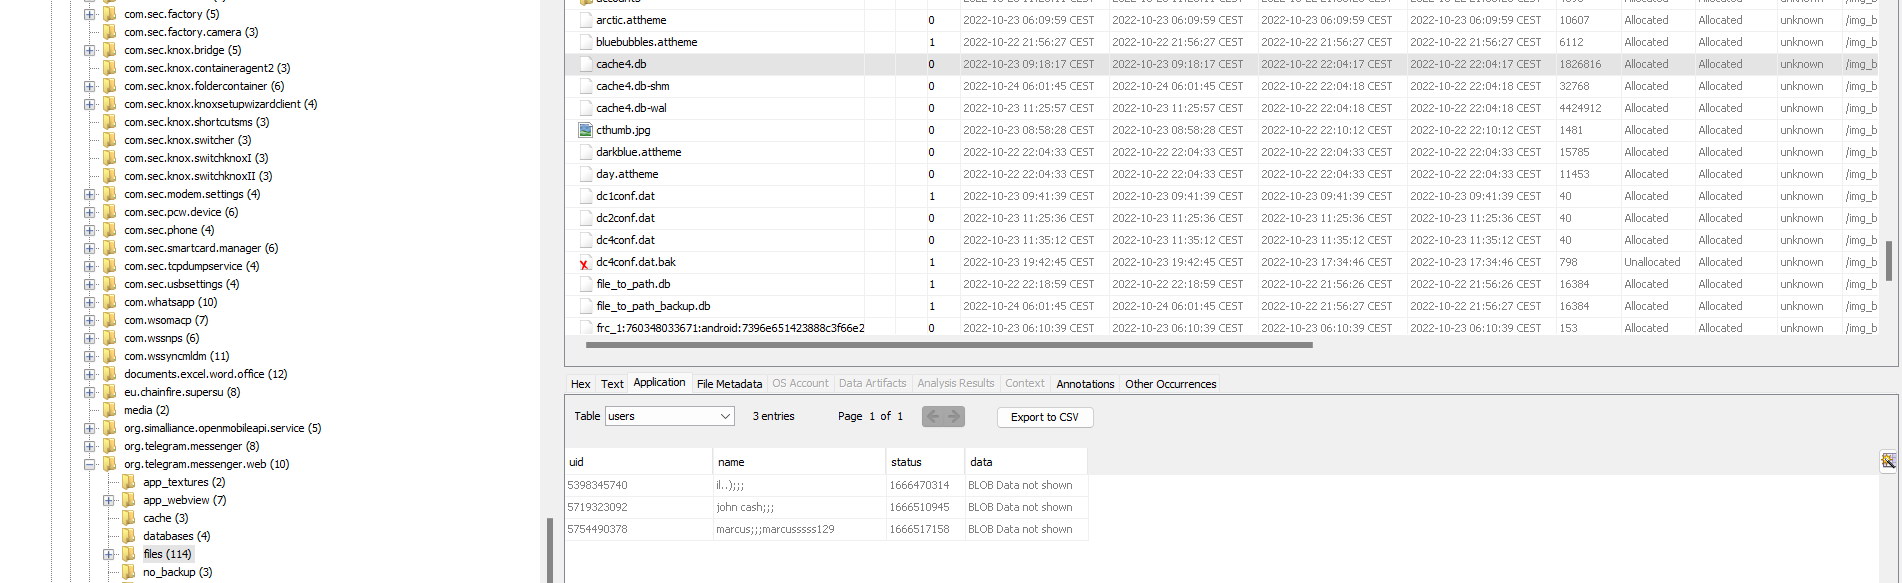 com.sec.factory (5)
com.sec.factory.camera (3)
com.sec.knox.bridge (5)
com.sec.knox.containeragent2 (3)
com.sec.knox.foldercontainer (6)
com.sec.knox.knoxsetupwizardclient (4)
com.sec.knox.shortcutsms (3)
com.sec.knox.switcher (3)
com.sec.knox.switchknoxI (3)
com.sec.knox.switchknoxII (3)
com.sec.modem.settings (4)
com.sec.pcw.device (6)
com.sec.phone (4)
com.sec.smartcard.manager (6)
com.sec.tcpdumpservice (4)
com.sec.usbsettings (4)
com.whatsapp (10)
com.wsomacp (7)
com.wssnps (6)
com.wssyncmldm (11)
documents.excel.word.office (12)
eu.chainfire.supersu (8)
media (2)
org.simalliance.openmobileapi.service (5)
org.telegram.messenger (8)
org.telegram.messenger.web (10)
app_textures (2)
app_webview (7)
cache (3)
databases (4)
files (114)
no_backup (3)
arctic.attheme 0 2022-10-23 06:09:59 CEST 2022-10-23 06:09:59 CEST 2022-10-23 06:09:59 CEST 2022-10-23 06:09:59 CEST 10607 Allocated Allocated unknown /img_b
bluebubbles.attheme 1 2022-10-22 21:56:27 CEST 2022-10-22 21:56:27 CEST 2022-10-22 21:56:27 CEST 2022-10-22 21:56:27 CEST 6112 Allocated Allocated unknown /img_b
cache4.db 0 2022-10-23 09:18:17 CEST 2022-10-23 09:18:17 CEST 2022-10-22 22:04:17 CEST 2022-10-22 22:04:17 CEST 1826816 Allocated Allocated unknown /img_b
cache4.db-shm 0 2022-10-24 06:01:45 CEST 2022-10-24 06:01:45 CEST 2022-10-22 22:04:18 CEST 2022-10-22 22:04:18 CEST 32768 Allocated Allocated unknown /img_b
cache4.db-wal 0 2022-10-23 11:25:57 CEST 2022-10-23 11:25:57 CEST 2022-10-22 22:04:18 CEST 2022-10-22 22:04:18 CEST 4424912 Allocated Allocated unknown /img_b
cthumb.jpg 0 2022-10-23 08:58:28 CEST 2022-10-23 08:58:28 CEST 2022-10-22 22:10:12 CEST 2022-10-22 22:10:12 CEST 1481 Allocated Allocated unknown /img_b
darkblue.attheme 0 2022-10-22 22:04:33 CEST 2022-10-22 22:04:33 CEST 2022-10-22 22:04:33 CEST 2022-10-22 22:04:33 CEST 15785 Allocated Allocated unknown /img_b
day.attheme 0 2022-10-22 22:04:33 CEST 2022-10-22 22:04:33 CEST 2022-10-22 22:04:33 CEST 2022-10-22 22:04:33 CEST 11453 Allocated Allocated unknown /img_b
dc1conf.dat 1 2022-10-23 09:41:39 CEST 2022-10-23 09:41:39 CEST 2022-10-23 09:41:39 CEST 2022-10-23 09:41:39 CEST 40 Allocated Allocated unknown /img_b
dc2conf.dat 0 2022-10-23 11:25:36 CEST 2022-10-23 11:25:36 CEST 2022-10-23 11:25:36 CEST 2022-10-23 11:25:36 CEST 40 Allocated Allocated unknown /img_b
dc4conf.dat 0 2022-10-23 11:35:12 CEST 2022-10-23 11:35:12 CEST 2022-10-23 11:35:12 CEST 2022-10-23 11:35:12 CEST 40 Allocated Allocated unknown /img_b
dc4conf.dat.bak 1 2022-10-23 19:42:45 CEST 2022-10-23 19:42:45 CEST 2022-10-23 17:34:46 CEST 2022-10-23 17:34:46 CEST 798 Unallocated Allocated unknown /img_b
file_to_path.db 1 2022-10-22 22:18:59 CEST 2022-10-22 22:18:59 CEST 2022-10-22 21:56:26 CEST 2022-10-22 21:56:26 CEST 16384 Allocated Allocated unknown /img_b
file_to_path_backup.db 1 2022-10-24 06:01:45 CEST 2022-10-24 06:01:45 CEST 2022-10-22 21:56:27 CEST 2022-10-22 21:56:27 CEST 16384 Allocated Allocated unknown /img_b
frc_1:760348033671:android:7396e651423888c3f66e2 0 2022-10-23 06:10:39 CEST 2022-10-23 06:10:39 CEST 2022-10-23 06:10:39 CEST 2022-10-23 06:10:39 CEST 153 Allocated Allocated unknown /img_b
Hex Text Application File Metadata OS Account Data Artifacts Analysis Results Context Annotations Other Occurrences
Table users 3 entries Page 1 of 1 Export to CSV
uid name status data
5398345740 il..);;; 1666470314 BLOB Data not shown
5719323092 john cash;;; 1666510945 BLOB Data not shown
5754490378 marcus;;;marcusssss129 1666517158 BLOB Data not shown